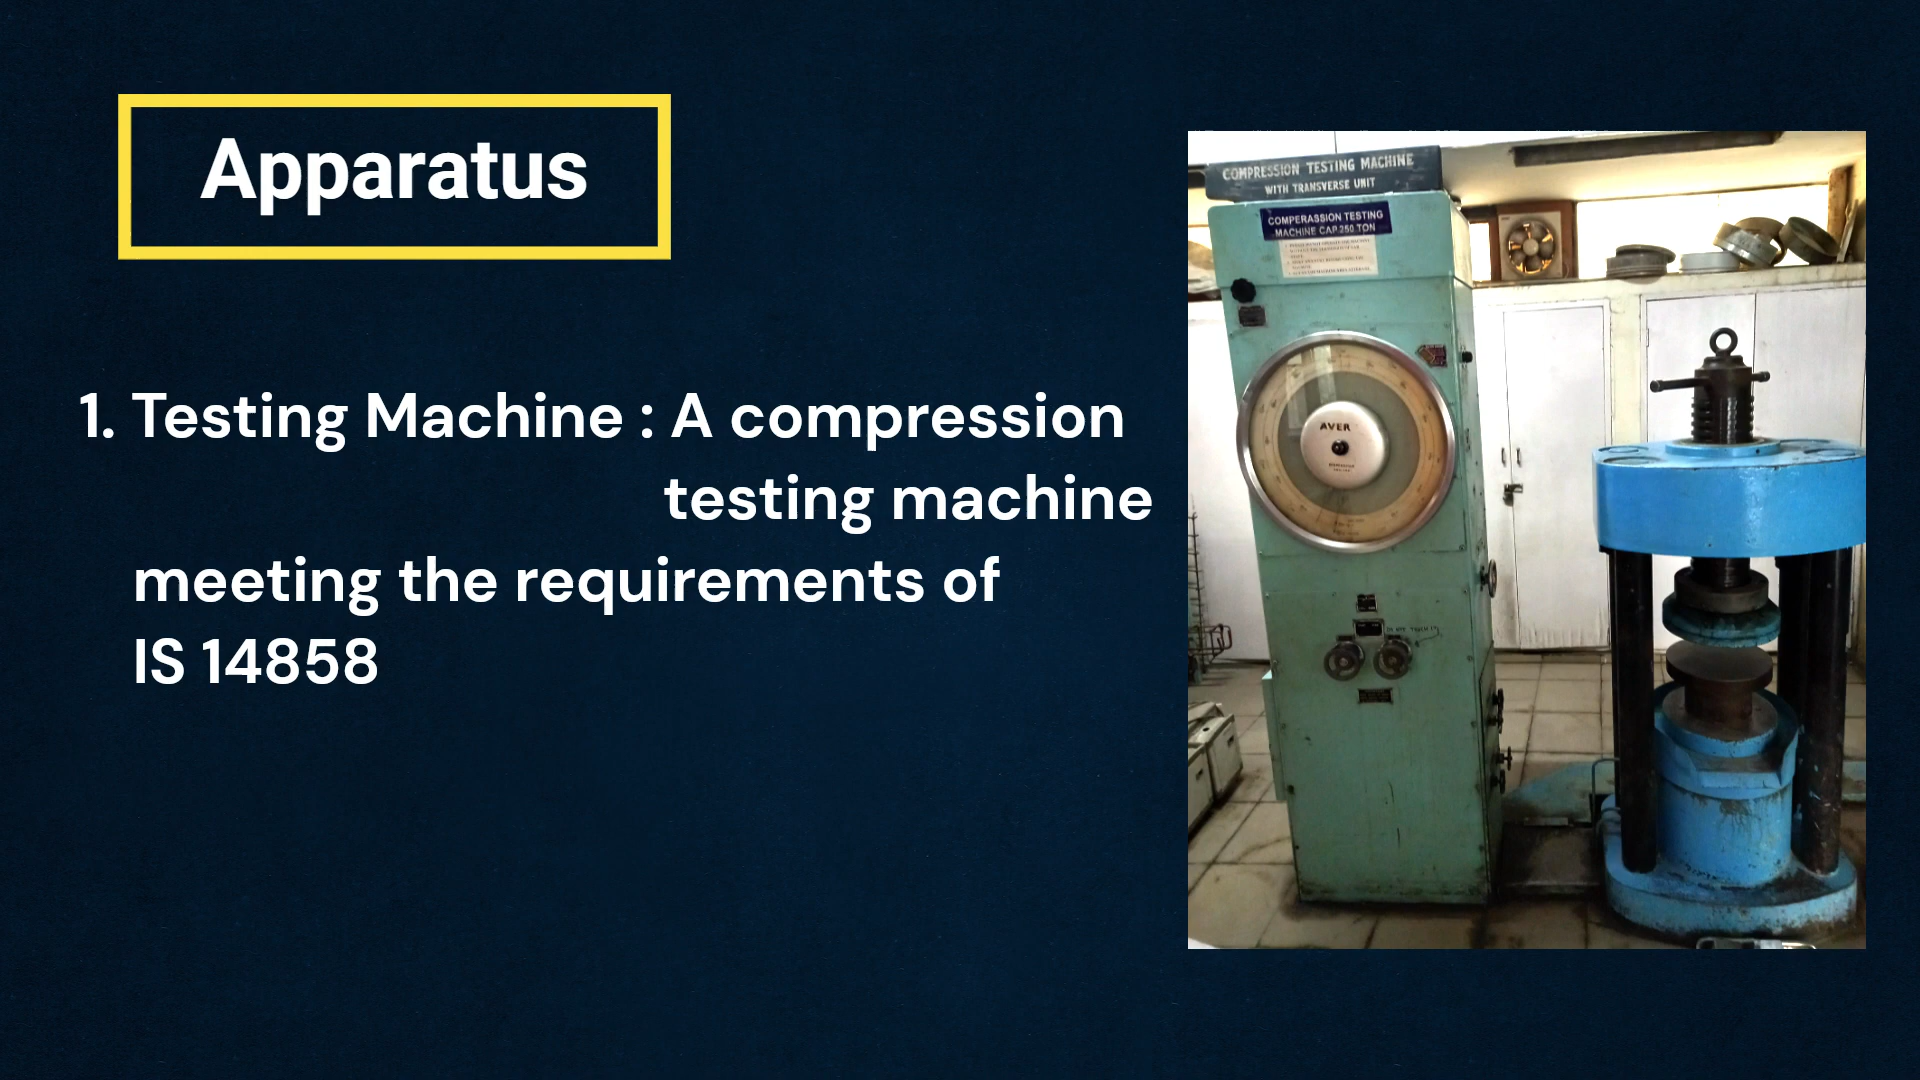 Apparatus
1. Testing Machine : A compression
testing machine
meeting the requirements of
IS 14858
COMPRESSION TESTING MACHINE
WITH TRANSVERSE UNIT
COMPERASSION TESTING
MACHINE CAP.250 TON
AVER